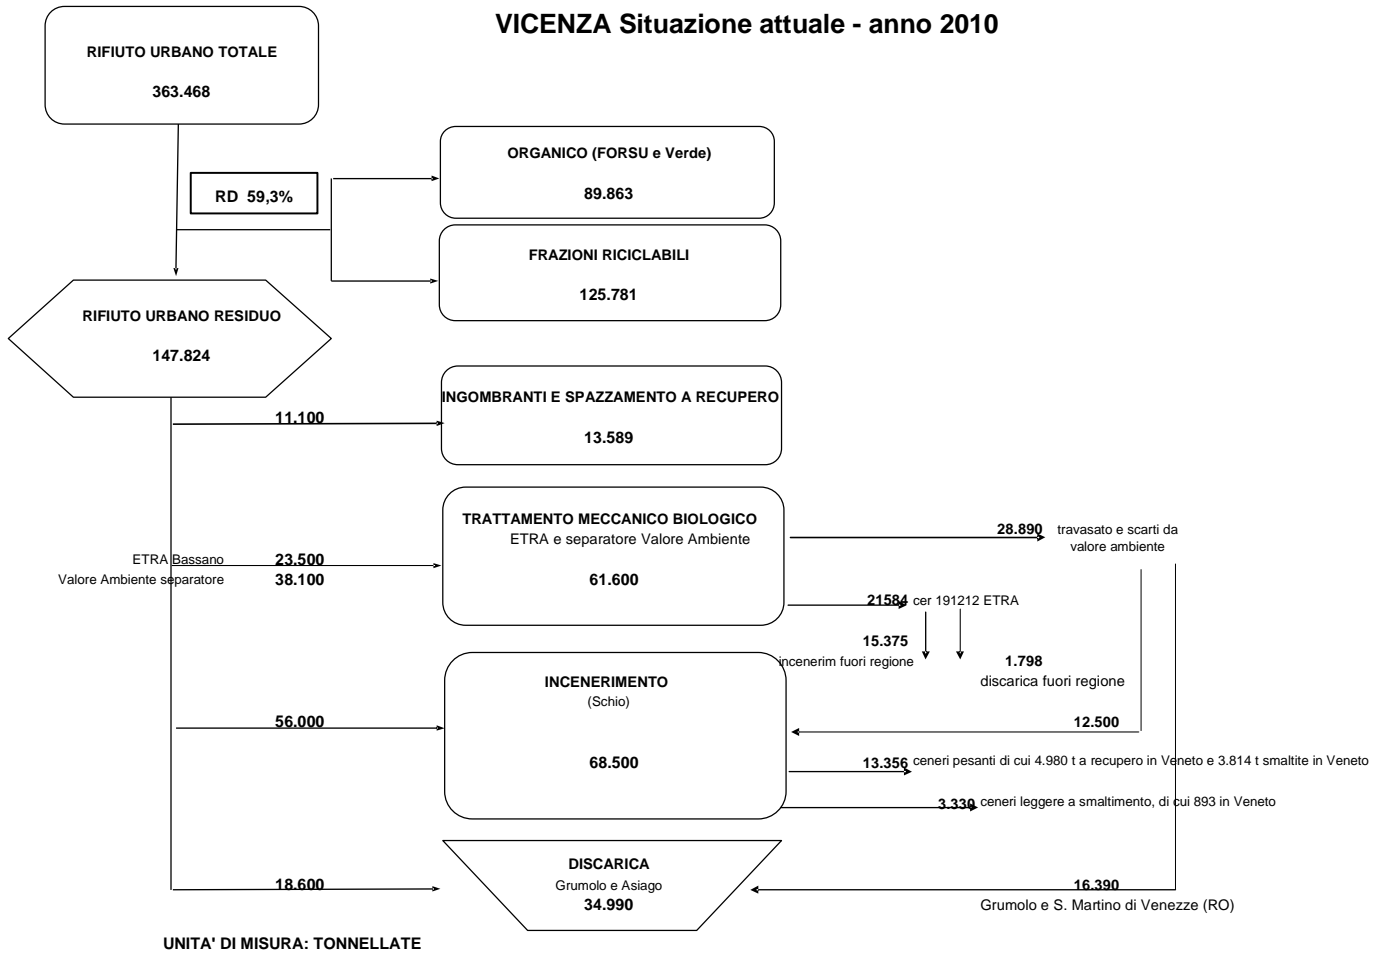 VICENZA Situazione attuale - anno 2010
RIFIUTO URBANO TOTALE
363.468
ORGANICO (FORSU e Verde)
89.863
RD 59,3%
FRAZIONI RICICLABILI
125.781
RIFIUTO URBANO RESIDUO
147.824
INGOMBRANTI E SPAZZAMENTO A RECUPERO
11.100
13.589
TRATTAMENTO MECCANICO BIOLOGICO
ETRA e separatore Valore Ambiente
61.600
ETRA Bassano 23.500
Valore Ambiente separatore 38.100
28.890 travasato e scarti da
valore ambiente
21584 cer 191212 ETRA
15.375
incenerim fuori regione
1.798
discarica fuori regione
INCENERIMENTO
(Schio)
56.000
68.500
12.500
13.356 ceneri pesanti di cui 4.980 t a recupero in Veneto e 3.814 t smaltite in Veneto
3.330 ceneri leggere a smaltimento, di cui 893 in Veneto
DISCARICA
Grumolo e Asiago
34.990
18.600
16.390
Grumolo e S. Martino di Venezze (RO)
UNITA' DI MISURA: TONNELLATE